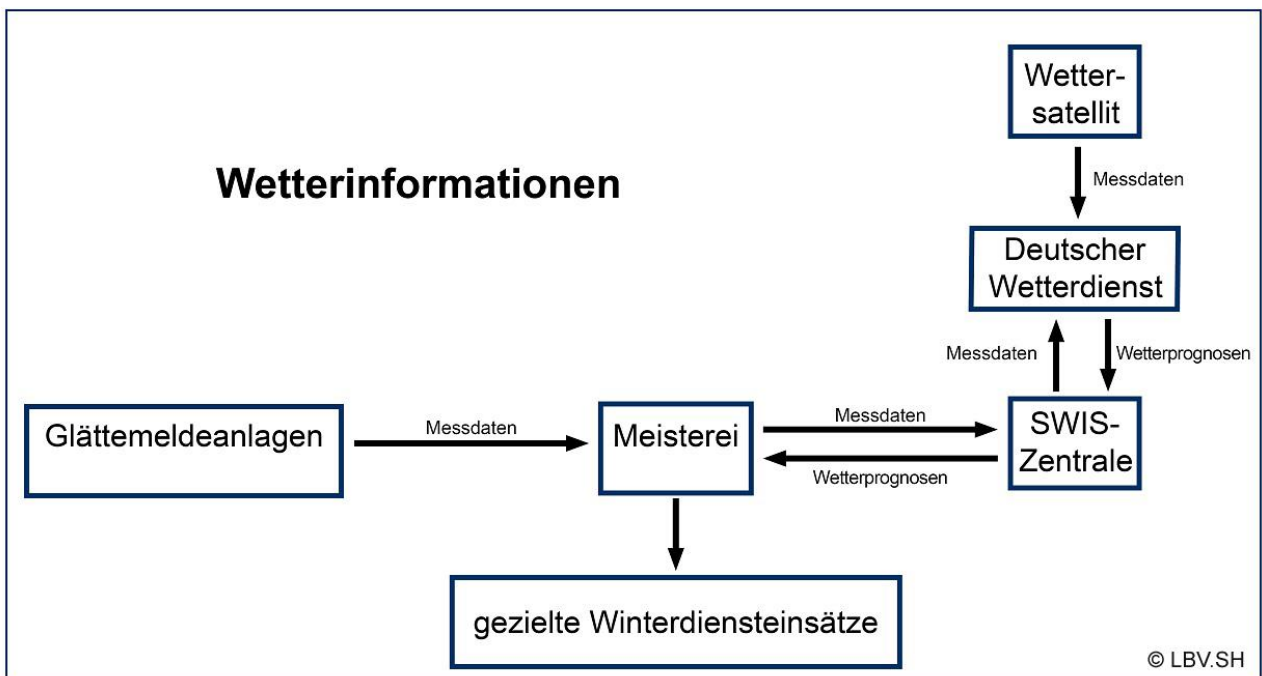 Wetter-
satellit
Wetterinformationen
Messdaten
Deutscher
Wetterdienst
Messdaten
Wetterprognosen
Glättemeldeanlagen
Messdaten
Meisterei
Messdaten
Wetterprognosen
SWIS-
Zentrale
gezielte Winterdiensteinsätze
© LBV.SH